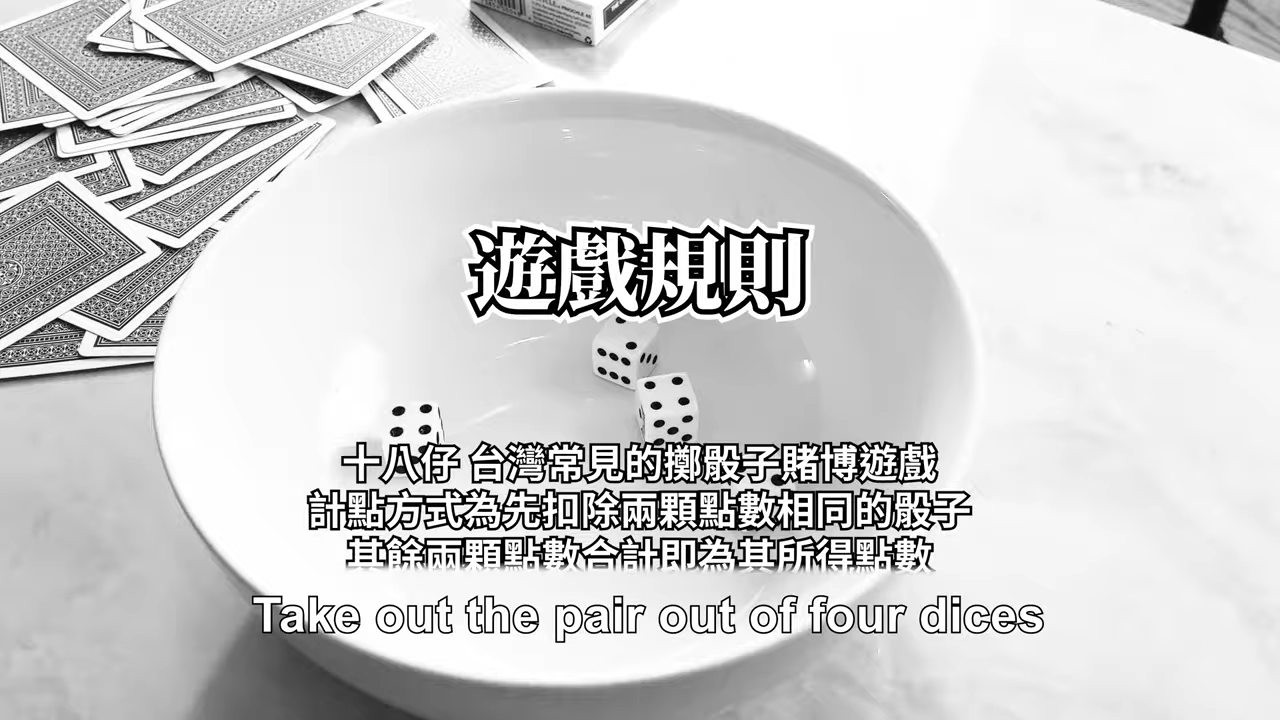 遊戲規則
十八仔 台灣常見的擲骰子賭博遊戲
計點方式為先扣除兩顆點數相同的骰子
其餘兩顆點數合計即為其所得點數
Take out the pair out of four dices